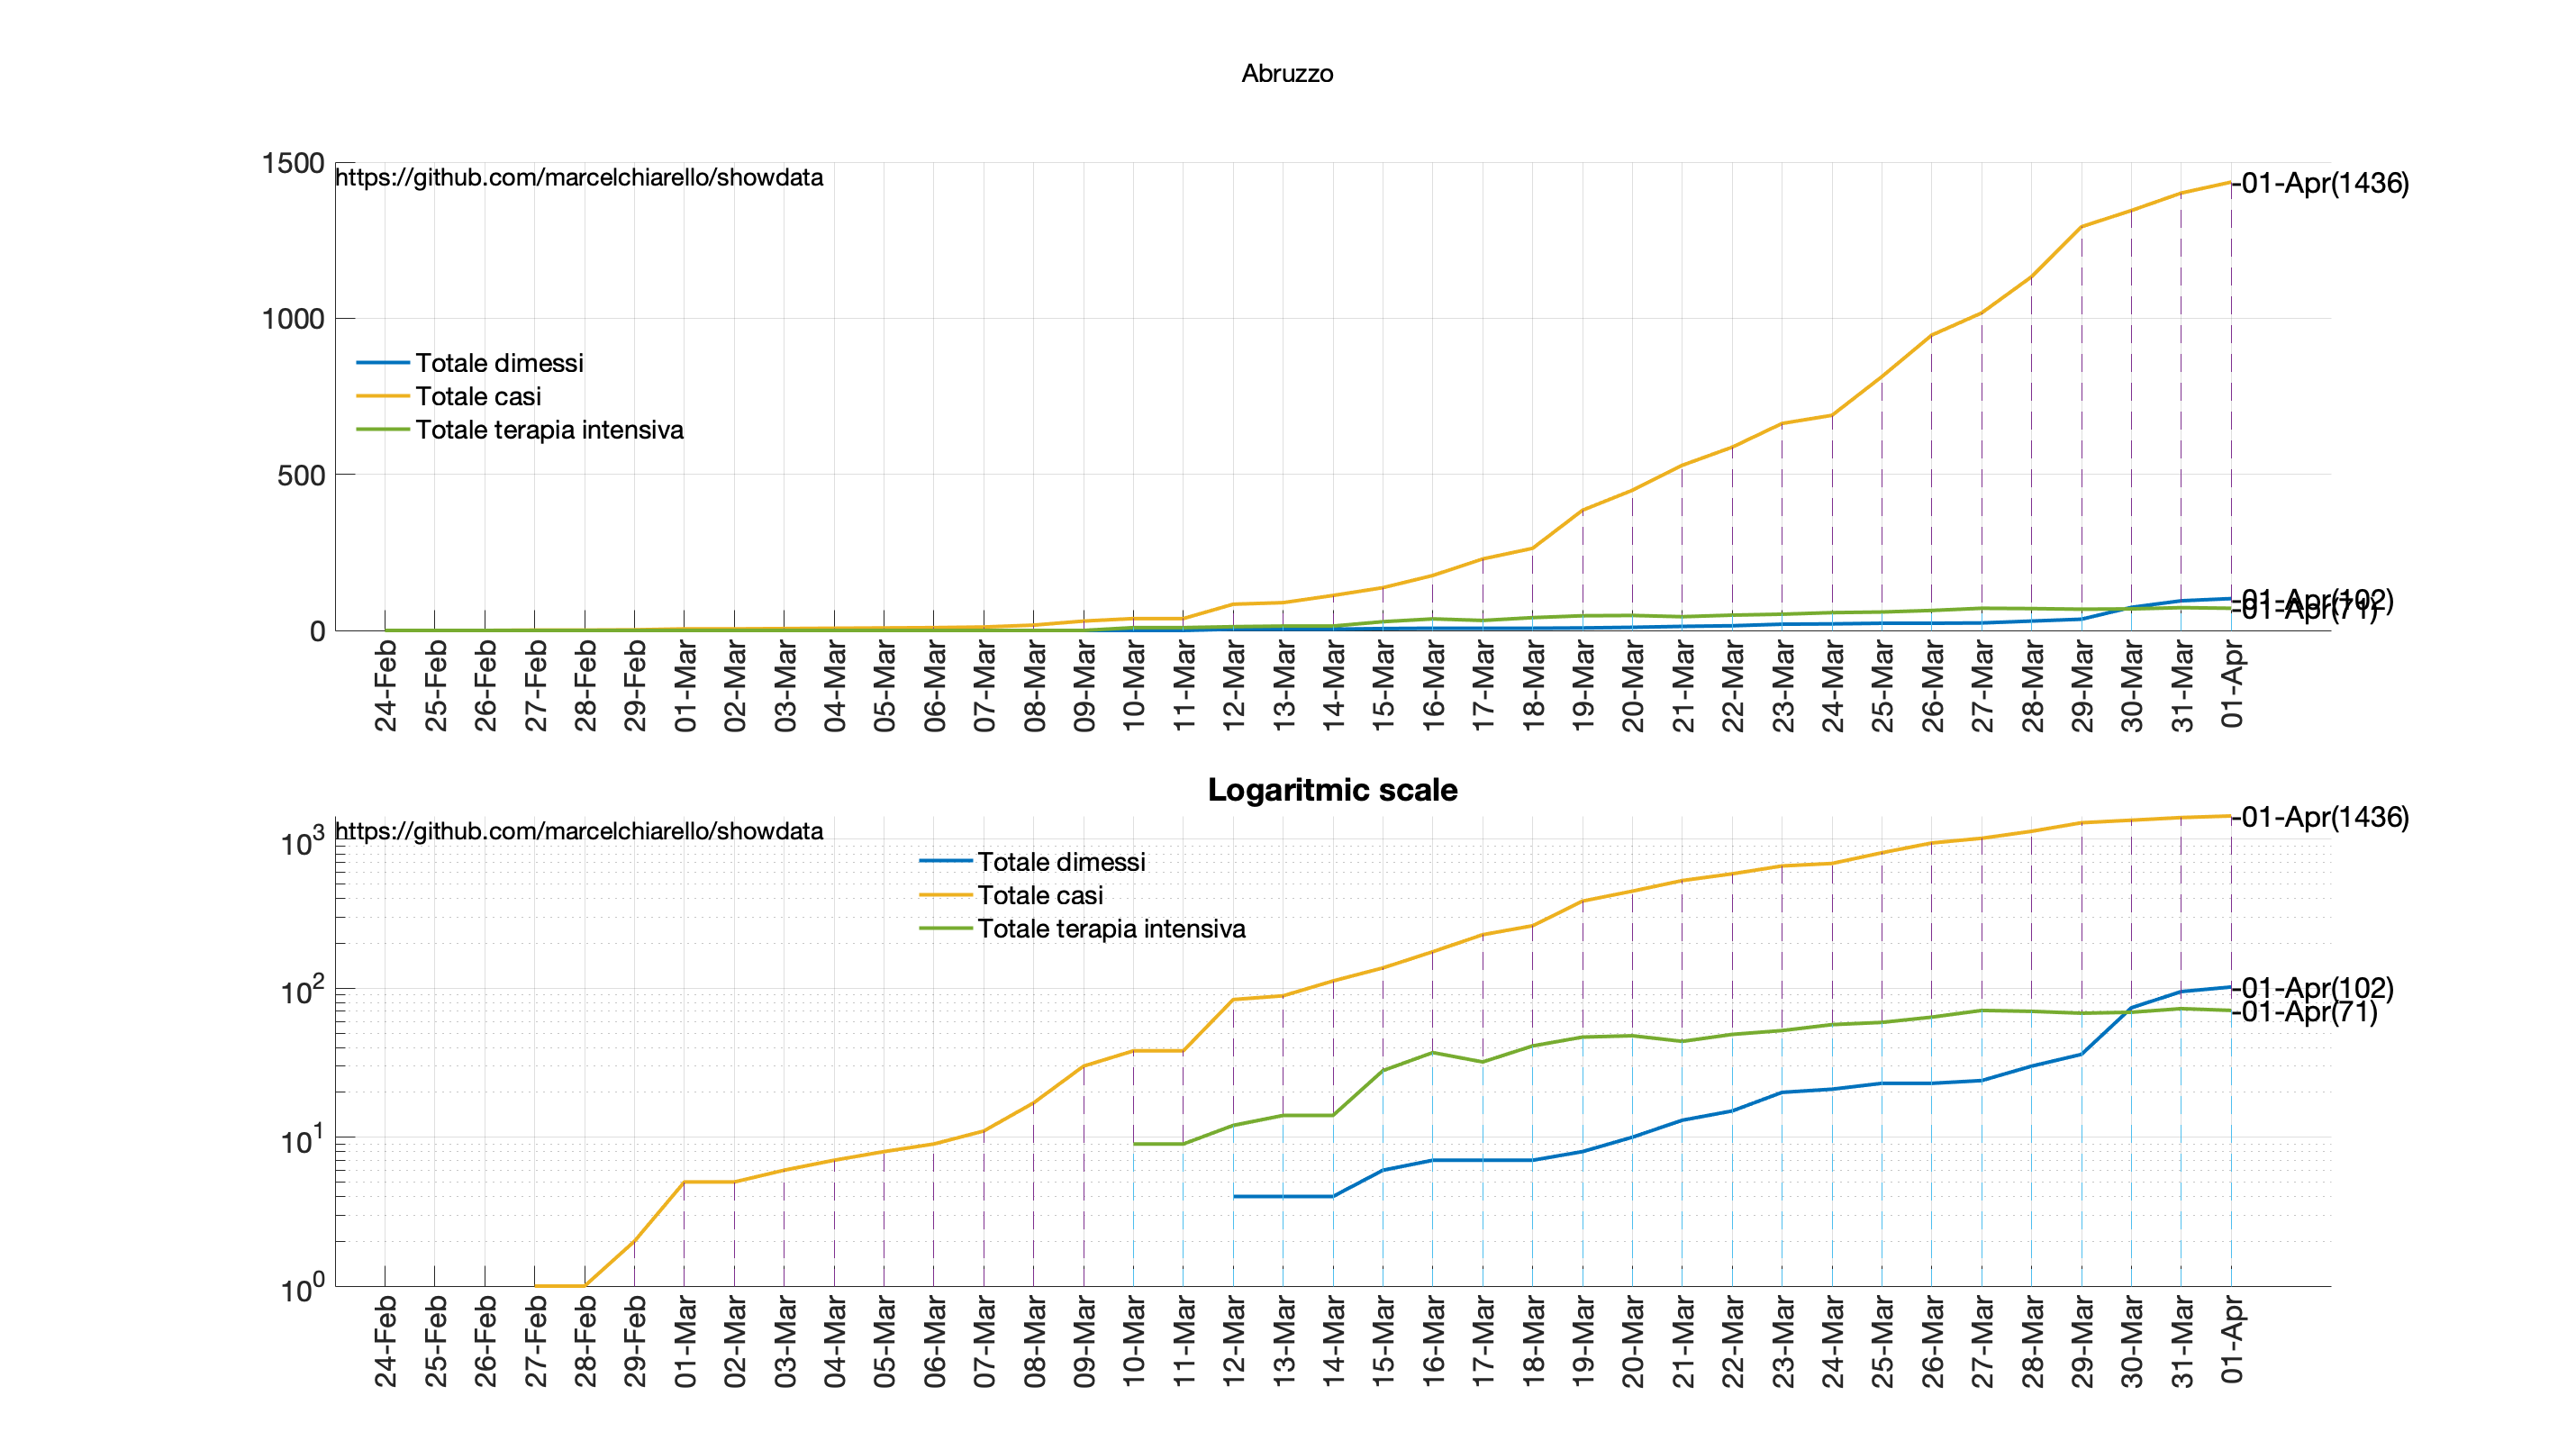 Abruzzo
1500
1000
500
0
https://github.com/marcelchiarello/showdata
Totale dimessi
Totale casi
Totale terapia intensiva
-01-Apr(1436)
-01-Apr(102)
-01-Apr(71)
24-Feb
25-Feb
26-Feb
27-Feb
28-Feb
29-Feb
01-Mar
02-Mar
03-Mar
04-Mar
05-Mar
06-Mar
07-Mar
08-Mar
09-Mar
10-Mar
11-Mar
12-Mar
13-Mar
14-Mar
15-Mar
16-Mar
17-Mar
18-Mar
19-Mar
20-Mar
21-Mar
22-Mar
23-Mar
24-Mar
25-Mar
26-Mar
27-Mar
28-Mar
29-Mar
30-Mar
31-Mar
01-Apr
Logaritmic scale
10^3
10^2
10^1
10^0
https://github.com/marcelchiarello/showdata
Totale dimessi
Totale casi
Totale terapia intensiva
-01-Apr(1436)
-01-Apr(102)
-01-Apr(71)
24-Feb
25-Feb
26-Feb
27-Feb
28-Feb
29-Feb
01-Mar
02-Mar
03-Mar
04-Mar
05-Mar
06-Mar
07-Mar
08-Mar
09-Mar
10-Mar
11-Mar
12-Mar
13-Mar
14-Mar
15-Mar
16-Mar
17-Mar
18-Mar
19-Mar
20-Mar
21-Mar
22-Mar
23-Mar
24-Mar
25-Mar
26-Mar
27-Mar
28-Mar
29-Mar
30-Mar
31-Mar
01-Apr